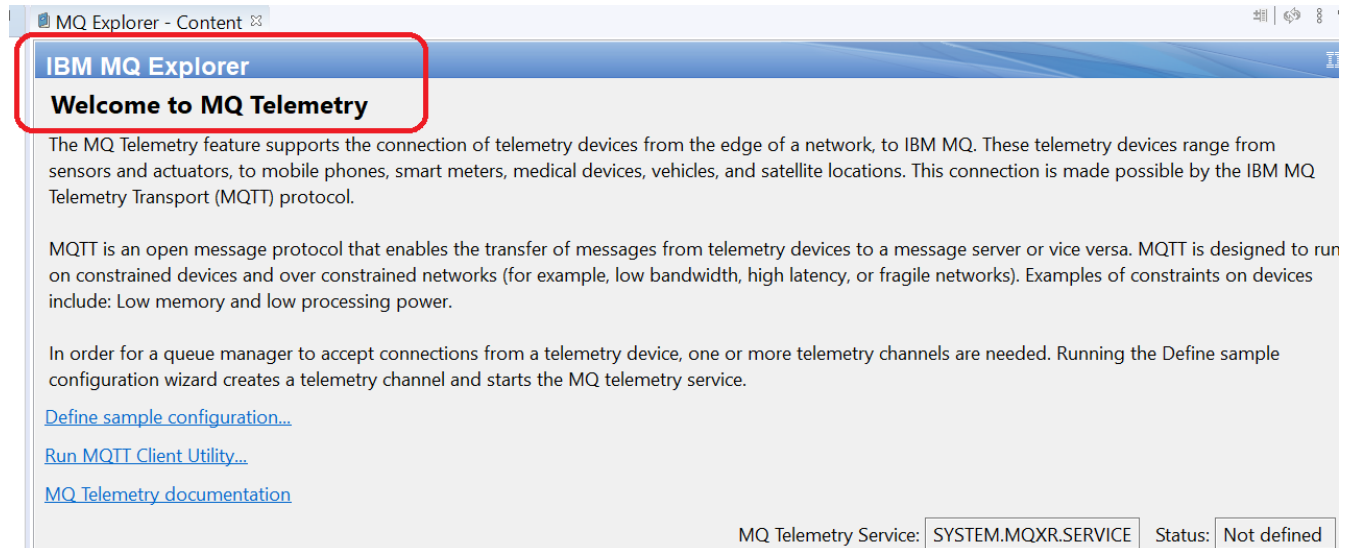 MQ Explorer - Content
IBM MQ Explorer
Welcome to MQ Telemetry
The MQ Telemetry feature supports the connection of telemetry devices from the edge of a network, to IBM MQ. These telemetry devices range from
sensors and actuators, to mobile phones, smart meters, medical devices, vehicles, and satellite locations. This connection is made possible by the IBM MQ
Telemetry Transport (MQTT) protocol.
MQTT is an open message protocol that enables the transfer of messages from telemetry devices to a message server or vice versa. MQTT is designed to run
on constrained devices and over constrained networks (for example, low bandwidth, high latency, or fragile networks). Examples of constraints on devices
include: Low memory and low processing power.
In order for a queue manager to accept connections from a telemetry device, one or more telemetry channels are needed. Running the Define sample
configuration wizard creates a telemetry channel and starts the MQ telemetry service.
Define sample configuration...
Run MQTT Client Utility...
MQ Telemetry documentation
MQ Telemetry Service: SYSTEM.MQXR.SERVICE Status: Not defined